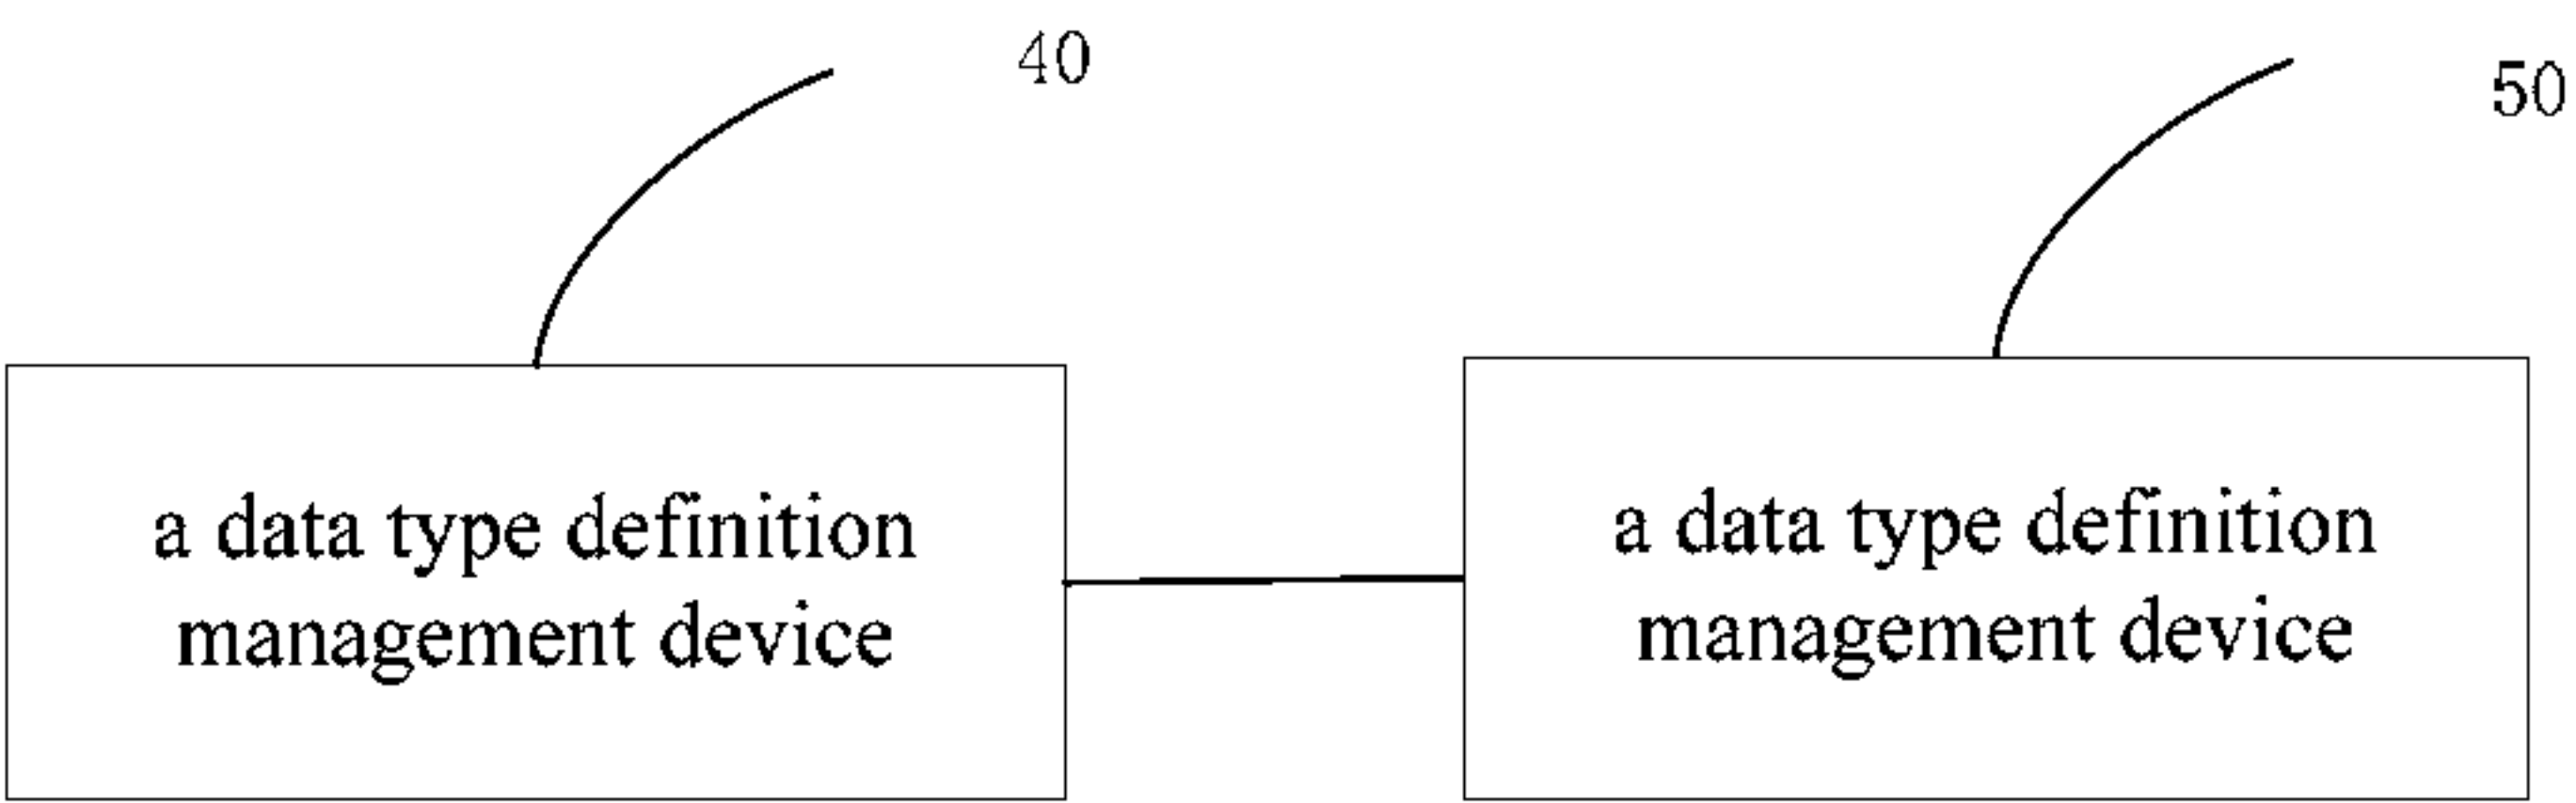 40
50
a data type definition
management device
a data type definition
management device